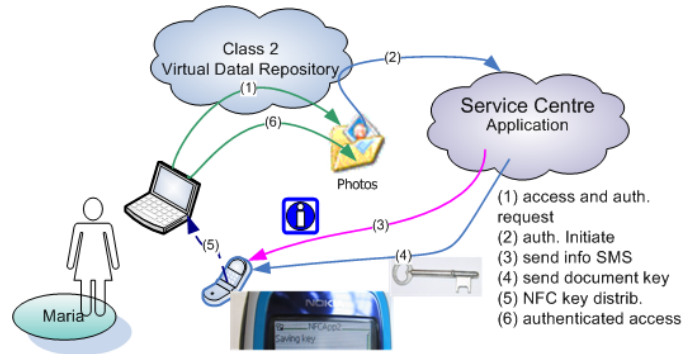 Class 2
Virtual Datal Repository
(2)
(1)
Service Centre
Application
(6)
Photos
(1) access and auth.
request
(2) auth. Initiate
(3) send info SMS
(4) send document key
(5) NFC key distrib.
(6) authenticated access
(3)
(5)
(4)
Maria
NOKIA
NFCApp2
Saving key